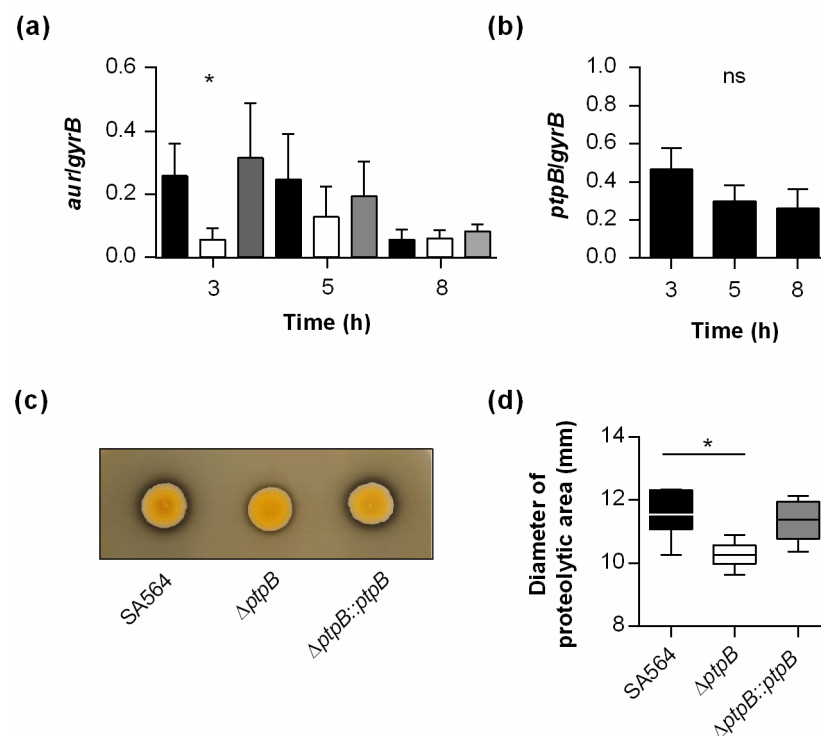 (a)
0.6
0.4
0.2
0.0
aur/gyrB
*
3
5
8
Time (h)
(b)
1.0
0.8
0.6
0.4
0.2
0.0
ptpB/gyrB
ns
3
5
8
Time (h)
(c)
SA564
ΔptpB
ΔptpB::ptpB
(d)
14
12
10
8
Diameter of
proteolytic area (mm)
*
SA564
ΔptpB
ΔptpB::ptpB